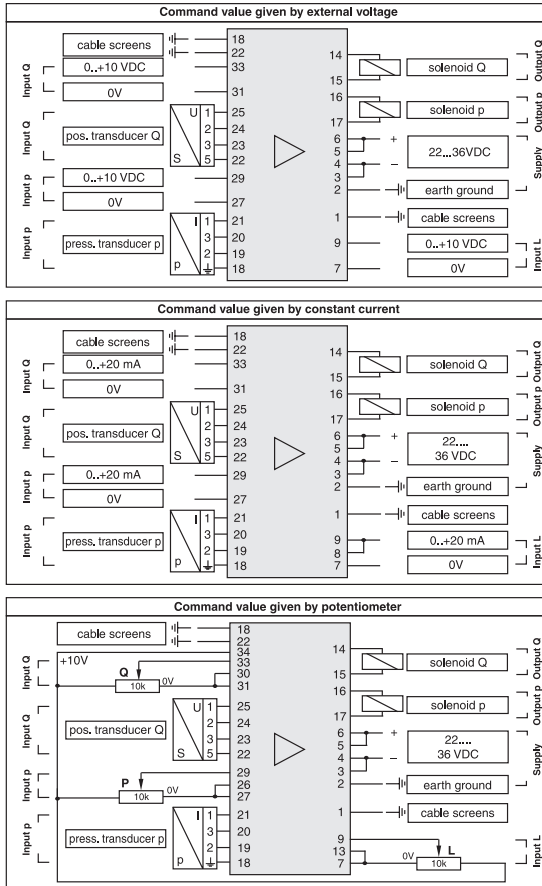 Command value given by external voltage
cable screens
18
22
Input Q
0..+10 VDC
33
0V
31
Input Q
pos. transducer Q
U
S
1
2
3
5
25
24
23
22
Input p
0..+10 VDC
29
0V
27
Input p
press. transducer p
I
p
1
3
2
21
20
19
18
14
15
solenoid Q
Output Q
16
17
solenoid p
Output p
6
5
4
3
+
–
22...36VDC
Supply
2
earth ground
1
cable screens
9
0..+10 VDC
7
0V
Input L
Command value given by constant current
cable screens
18
22
Input Q
0..+20 mA
33
0V
31
Input Q
pos. transducer Q
U
S
1
2
3
5
25
24
23
22
Input p
0..+20 mA
29
0V
27
Input p
press. transducer p
I
p
1
3
2
21
20
19
18
14
15
solenoid Q
Output Q
16
17
solenoid p
Output p
6
5
4
3
+
–
22....
36 VDC
Supply
2
earth ground
1
cable screens
9
8
0..+20 mA
7
0V
Input L
Command value given by potentiometer
cable screens
18
22
34
+10V
Input Q
Q
10k
0V
33
30
31
Input Q
pos. transducer Q
U
S
1
2
3
5
25
24
23
22
Input p
P
10k
0V
29
26
27
Input p
press. transducer p
I
p
1
3
2
21
20
19
18
14
15
solenoid Q
Output Q
16
17
solenoid p
Output p
6
5
4
3
+
–
22....
36 VDC
Supply
2
earth ground
1
cable screens
9
13
7
0V
L
10k
Input L